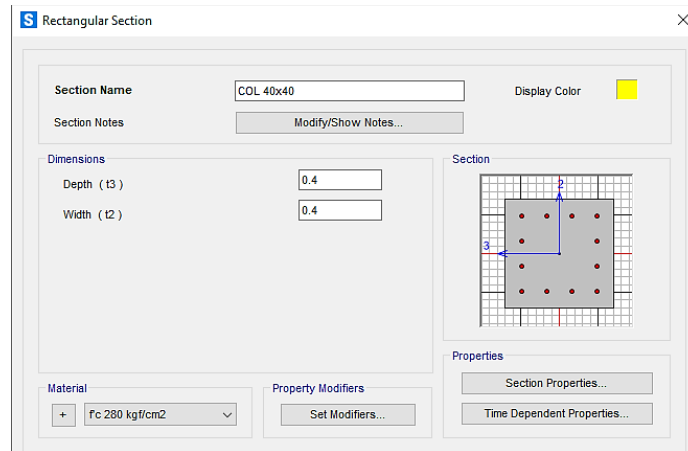 S Rectangular Section
Section Name COL 40x40 Display Color
Section Notes Modify/Show Notes...
Dimensions
Depth ( t3 ) 0.4
Width ( t2 ) 0.4
Section
2
3
Properties
Section Properties...
Time Dependent Properties...
Material
+ f'c 280 kgf/cm2
Property Modifiers
Set Modifiers...